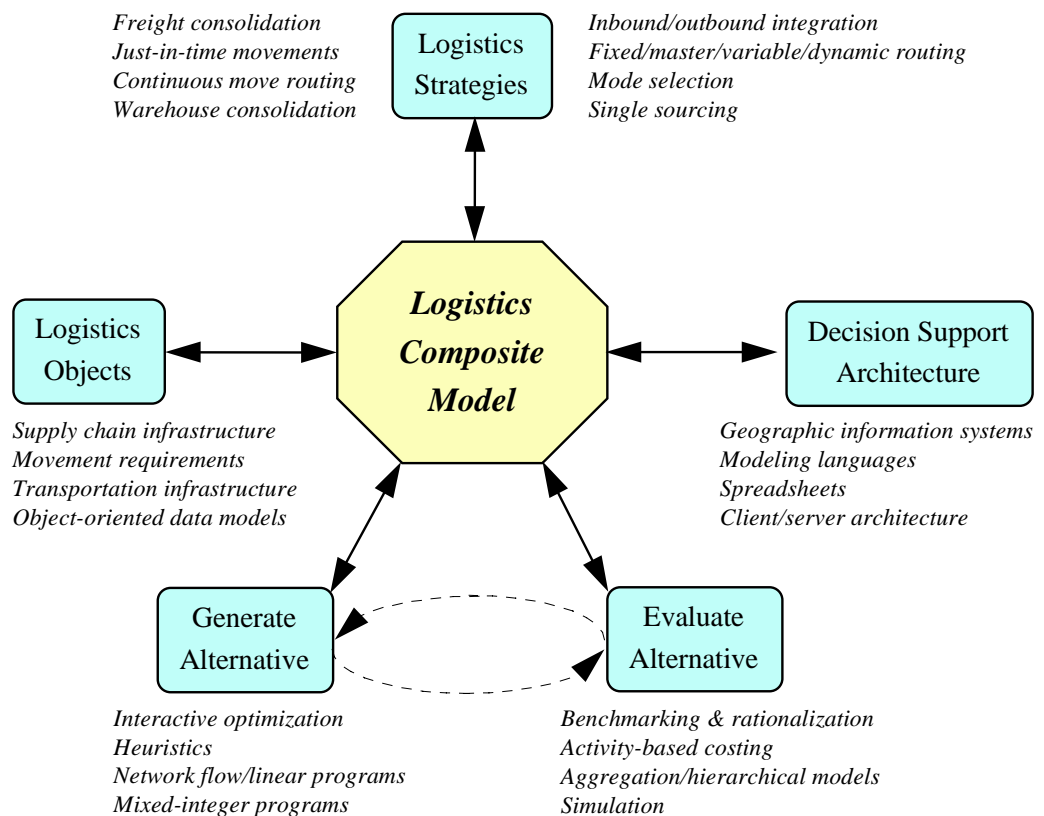 Freight consolidation
Just-in-time movements
Continuous move routing
Warehouse consolidation
Logistics
Strategies
Inbound/outbound integration
Fixed/master/variable/dynamic routing
Mode selection
Single sourcing
Logistics
Composite
Model
Logistics
Objects
Supply chain infrastructure
Movement requirements
Transportation infrastructure
Object-oriented data models
Decision Support
Architecture
Geographic information systems
Modeling languages
Spreadsheets
Client/server architecture
Generate
Alternative
Interactive optimization
Heuristics
Network flow/linear programs
Mixed-integer programs
Evaluate
Alternative
Benchmarking & rationalization
Activity-based costing
Aggregation/hierarchical models
Simulation